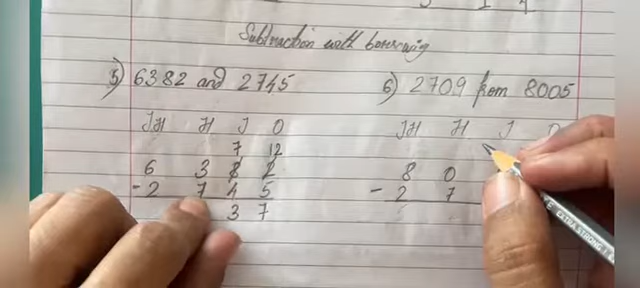 Subtraction with borrowing
5) 6382 and 2745
6) 2709 from 8005
TH H T O
TH H T O
7 12
6 3 8 2
8 0
- 2 7 4 5
- 2 7
3 7